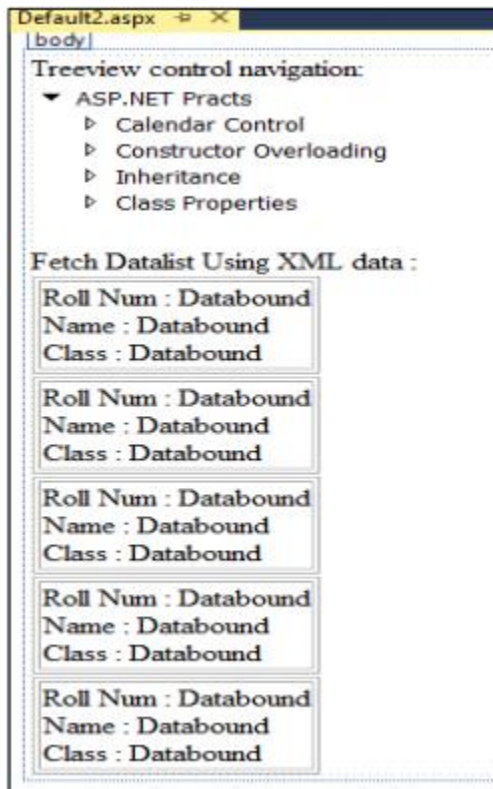 Default2.aspx
body
Treeview control navigation:
ASP.NET Practs
Calendar Control
Constructor Overloading
Inheritance
Class Properties
Fetch Datalist Using XML data :
Roll Num : Databound
Name : Databound
Class : Databound
Roll Num : Databound
Name : Databound
Class : Databound
Roll Num : Databound
Name : Databound
Class : Databound
Roll Num : Databound
Name : Databound
Class : Databound
Roll Num : Databound
Name : Databound
Class : Databound